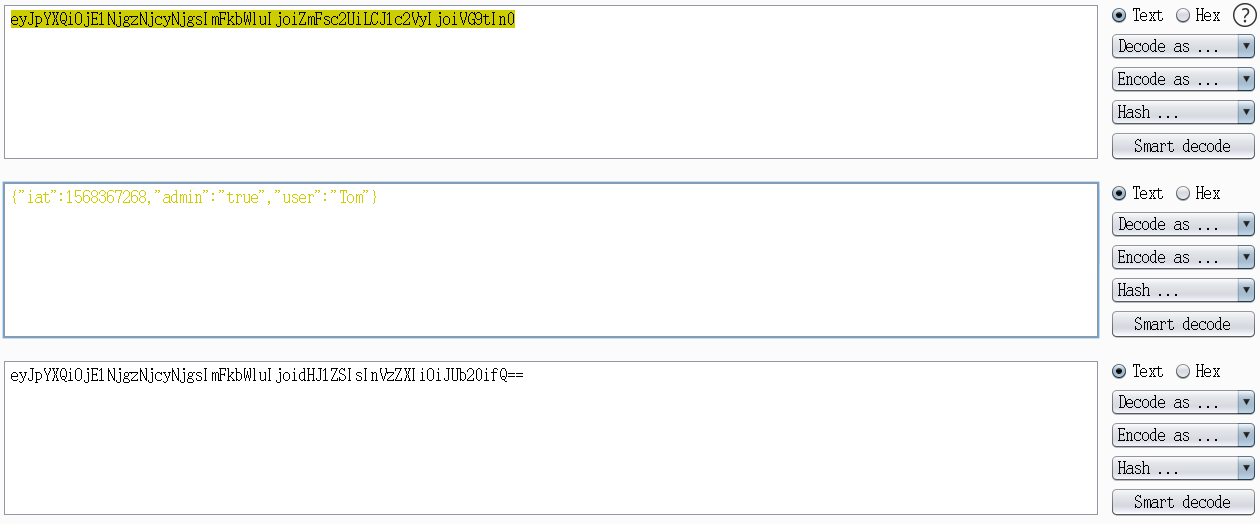 eyJpYXQiOjE1NjgzNjcyNjgsImFkbWluIjoiZmFsc2UiLCJ1c2VyIjoiVG9tIn0
Text Hex ?
Decode as ...
Encode as ...
Hash ...
Smart decode
{"iat":1568367268,"admin":"true","user":"Tom"}
Text Hex
Decode as ...
Encode as ...
Hash ...
Smart decode
eyJpYXQiOjE1NjgzNjcyNjgsImFkbWluIjoidHJ1ZSIsInVzZXIiOiJUb20ifQ==
Text Hex
Decode as ...
Encode as ...
Hash ...
Smart decode